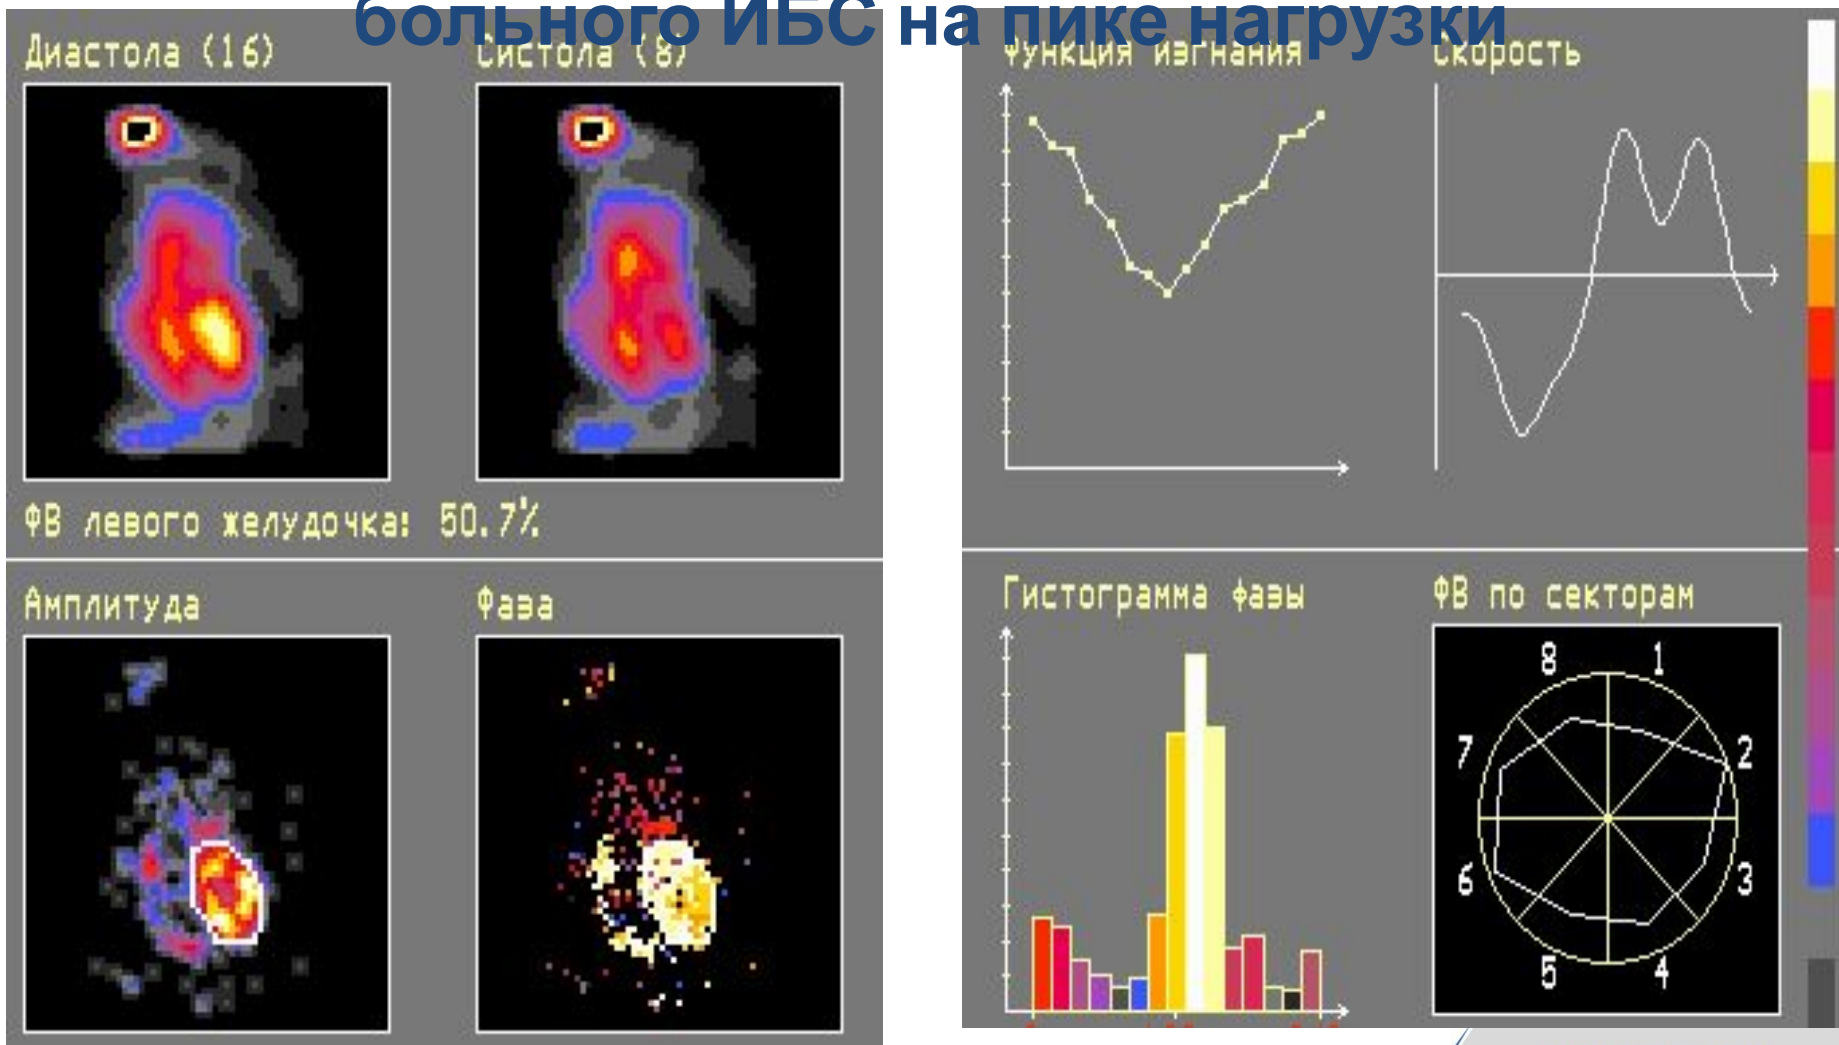 больного ИБС на пике нагрузки
Диастола (16)
Систола (8)
Функция изгнания
Скорость
ФВ левого желудочка: 50.7%
Амплитуда
Фаза
Гистограмма фазы
ФВ по секторам
8 1
7 2
6 3
5 4